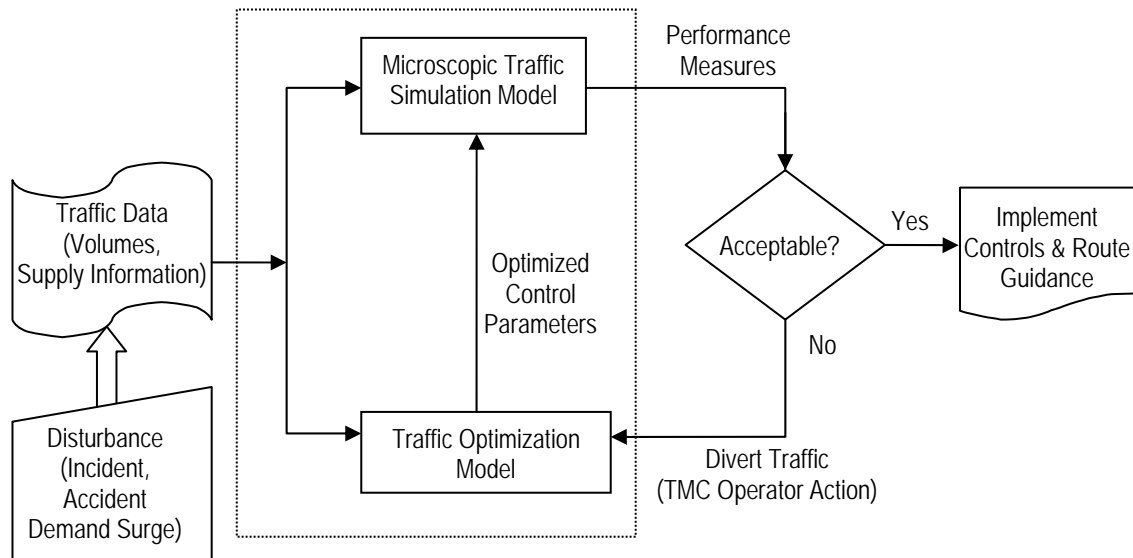 Performance
Measures
Microscopic Traffic
Simulation Model
Traffic Data
(Volumes,
Supply Information)
Optimized
Control
Parameters
Acceptable?
Yes
Implement
Controls & Route
Guidance
No
Disturbance
(Incident,
Accident
Demand Surge)
Traffic Optimization
Model
Divert Traffic
(TMC Operator Action)